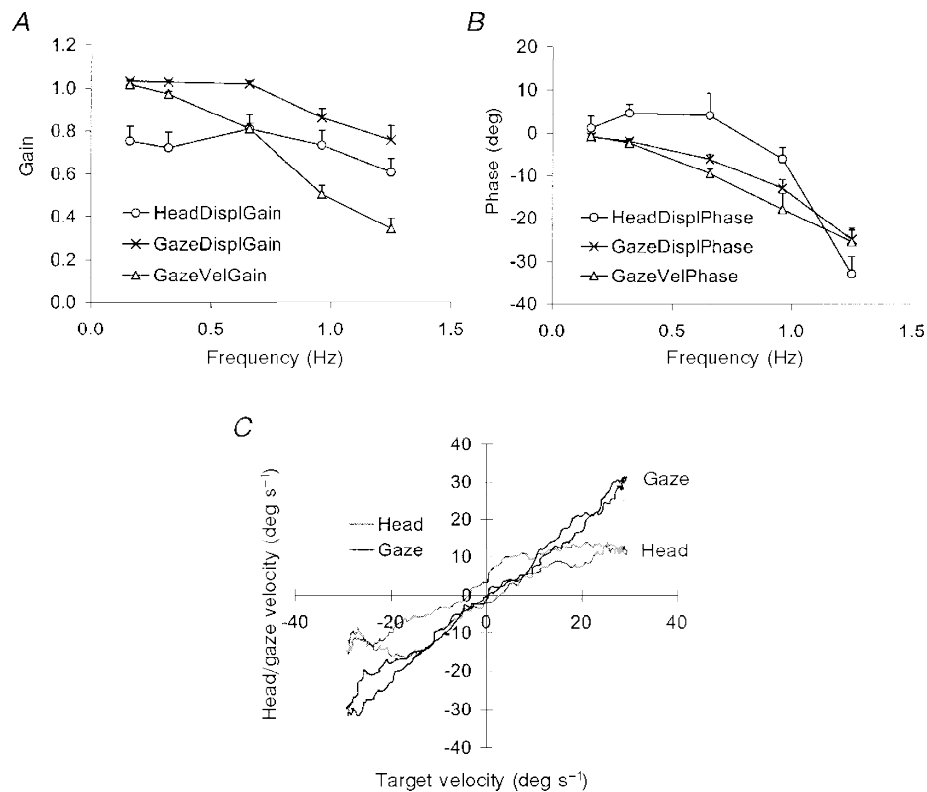 A
B
1.2
1.0
0.8
0.6
0.4
0.2
0.0
Gain
HeadDisplGain
GazeDisplGain
GazeVelGain
0.0 0.5 1.0 1.5
Frequency (Hz)
20
10
0
-10
-20
-30
-40
Phase (deg)
HeadDisplPhase
GazeDisplPhase
GazeVelPhase
0.0 0.5 1.0 1.5
Frequency (Hz)
C
Head/gaze velocity (deg s⁻¹)
40
30
20
10
0
-10
-20
-30
-40
Head
Gaze
Gaze
Head
-40 -20 0 20 40
Target velocity (deg s⁻¹)